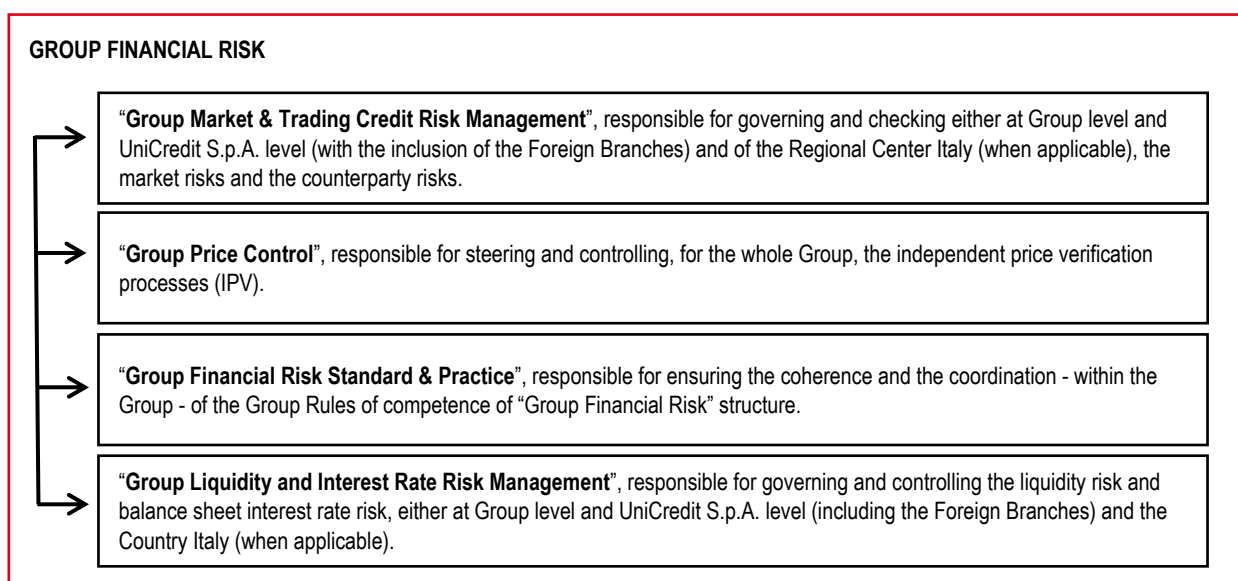 GROUP FINANCIAL RISK
“Group Market & Trading Credit Risk Management”, responsible for governing and checking either at Group level and
UniCredit S.p.A. level (with the inclusion of the Foreign Branches) and of the Regional Center Italy (when applicable), the
market risks and the counterparty risks.
“Group Price Control”, responsible for steering and controlling, for the whole Group, the independent price verification
processes (IPV).
“Group Financial Risk Standard & Practice”, responsible for ensuring the coherence and the coordination - within the
Group - of the Group Rules of competence of “Group Financial Risk” structure.
“Group Liquidity and Interest Rate Risk Management”, responsible for governing and controlling the liquidity risk and
balance sheet interest rate risk, either at Group level and UniCredit S.p.A. level (including the Foreign Branches) and the
Country Italy (when applicable).